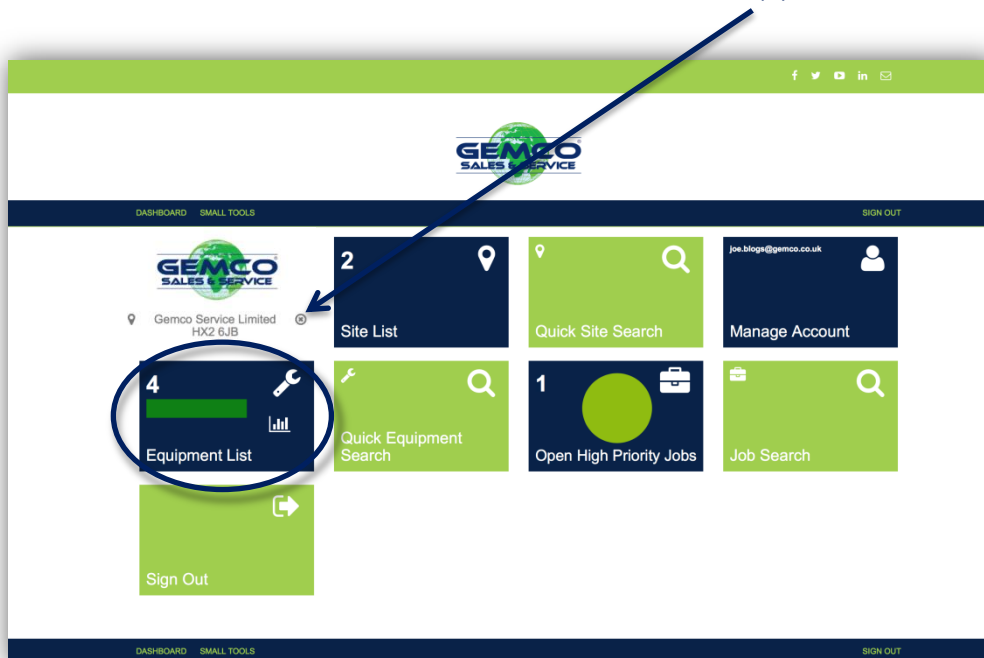 GEMCO
SALES & SERVICE
DASHBOARD SMALL TOOLS SIGN OUT
GEMCO
SALES & SERVICE
Gemco Service Limited
HX2 6JB
2
Site List
Quick Site Search
joe.blogs@gemco.co.uk
Manage Account
4
Equipment List
Quick Equipment
Search
1
Open High Priority Jobs
Job Search
Sign Out
DASHBOARD SMALL TOOLS SIGN OUT